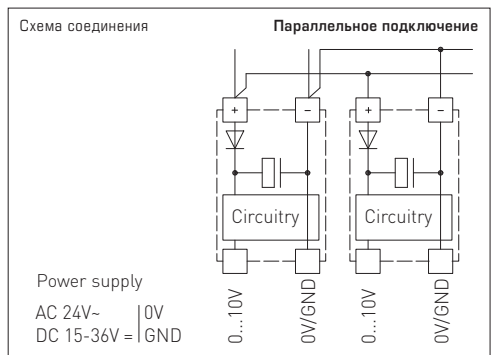 Схема соединения
Параллельное подключение
+ − + −
Circuitry Circuitry
Power supply
AC 24V~ 0V
DC 15-36V = GND
0...10V
0V/GND
0...10V
0V/GND